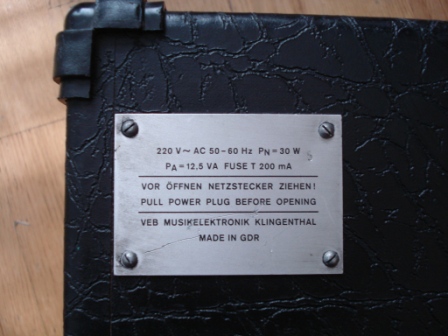 220 V~ AC 50-60 Hz PN=30 W
PA=12,5 VA FUSE T 200 mA
VOR ÖFFNEN NETZSTECKER ZIEHEN!
PULL POWER PLUG BEFORE OPENING
VEB MUSIKELEKTRONIK KLINGENTHAL
MADE IN GDR